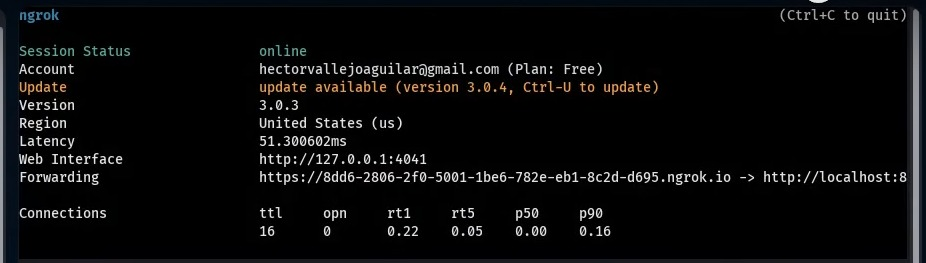 ngrok (Ctrl+C to quit)
Session Status online
Account hectorvallejoaguilar@gmail.com (Plan: Free)
Update update available (version 3.0.4, Ctrl-U to update)
Version 3.0.3
Region United States (us)
Latency 51.300602ms
Web Interface http://127.0.0.1:4041
Forwarding https://8dd6-2806-2f0-5001-1be6-782e-eb1-8c2d-d695.ngrok.io -> http://localhost:8
Connections ttl opn rt1 rt5 p50 p90
16 0 0.22 0.05 0.00 0.16